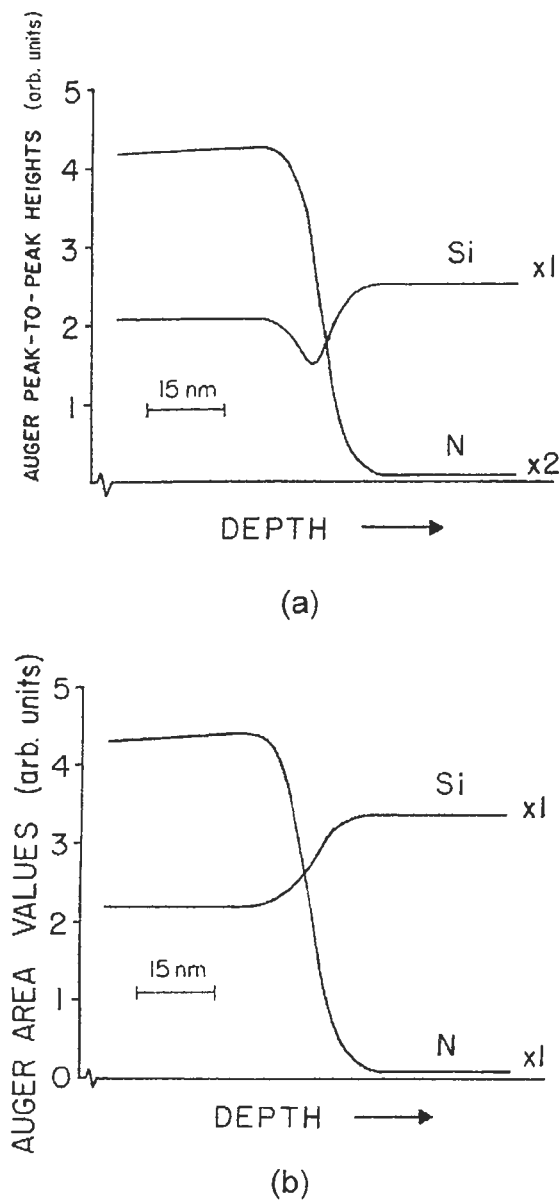 AUGER PEAK-TO-PEAK HEIGHTS (arb. units)
5
4
3
2
1
Si x1
15 nm
N x2
DEPTH
(a)
AUGER AREA VALUES (arb. units)
5
4
3
2
1
0
Si x1
15 nm
N x1
DEPTH
(b)